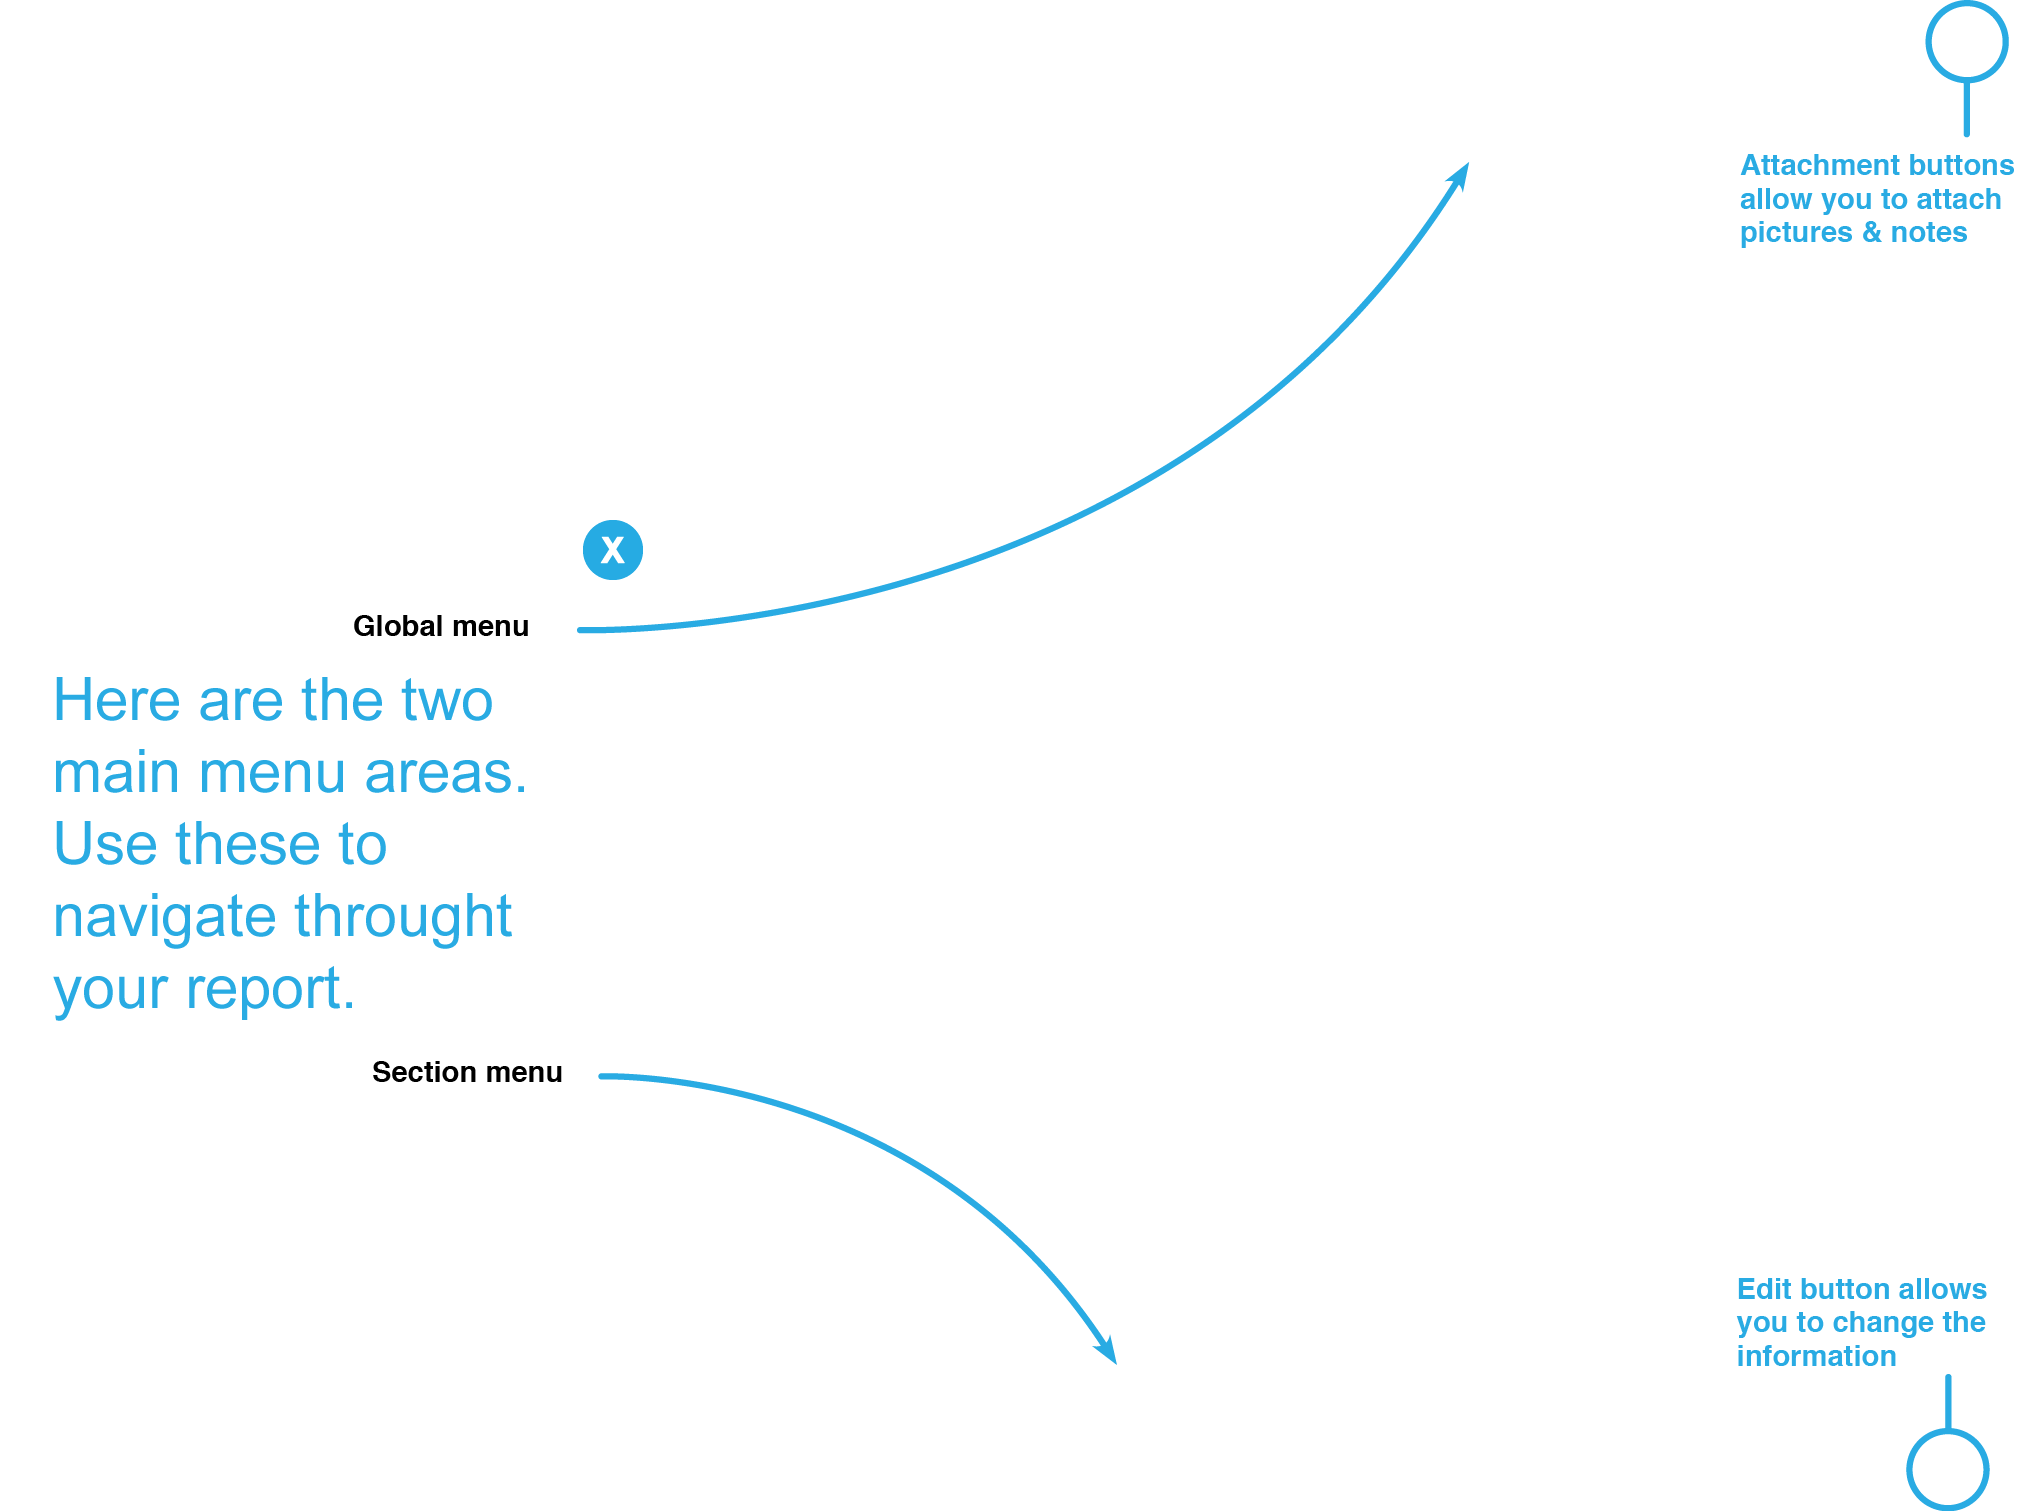 Attachment buttons
allow you to attach
pictures & notes
X
Global menu
Here are the two
main menu areas.
Use these to
navigate throught
your report.
Section menu
Edit button allows
you to change the
information